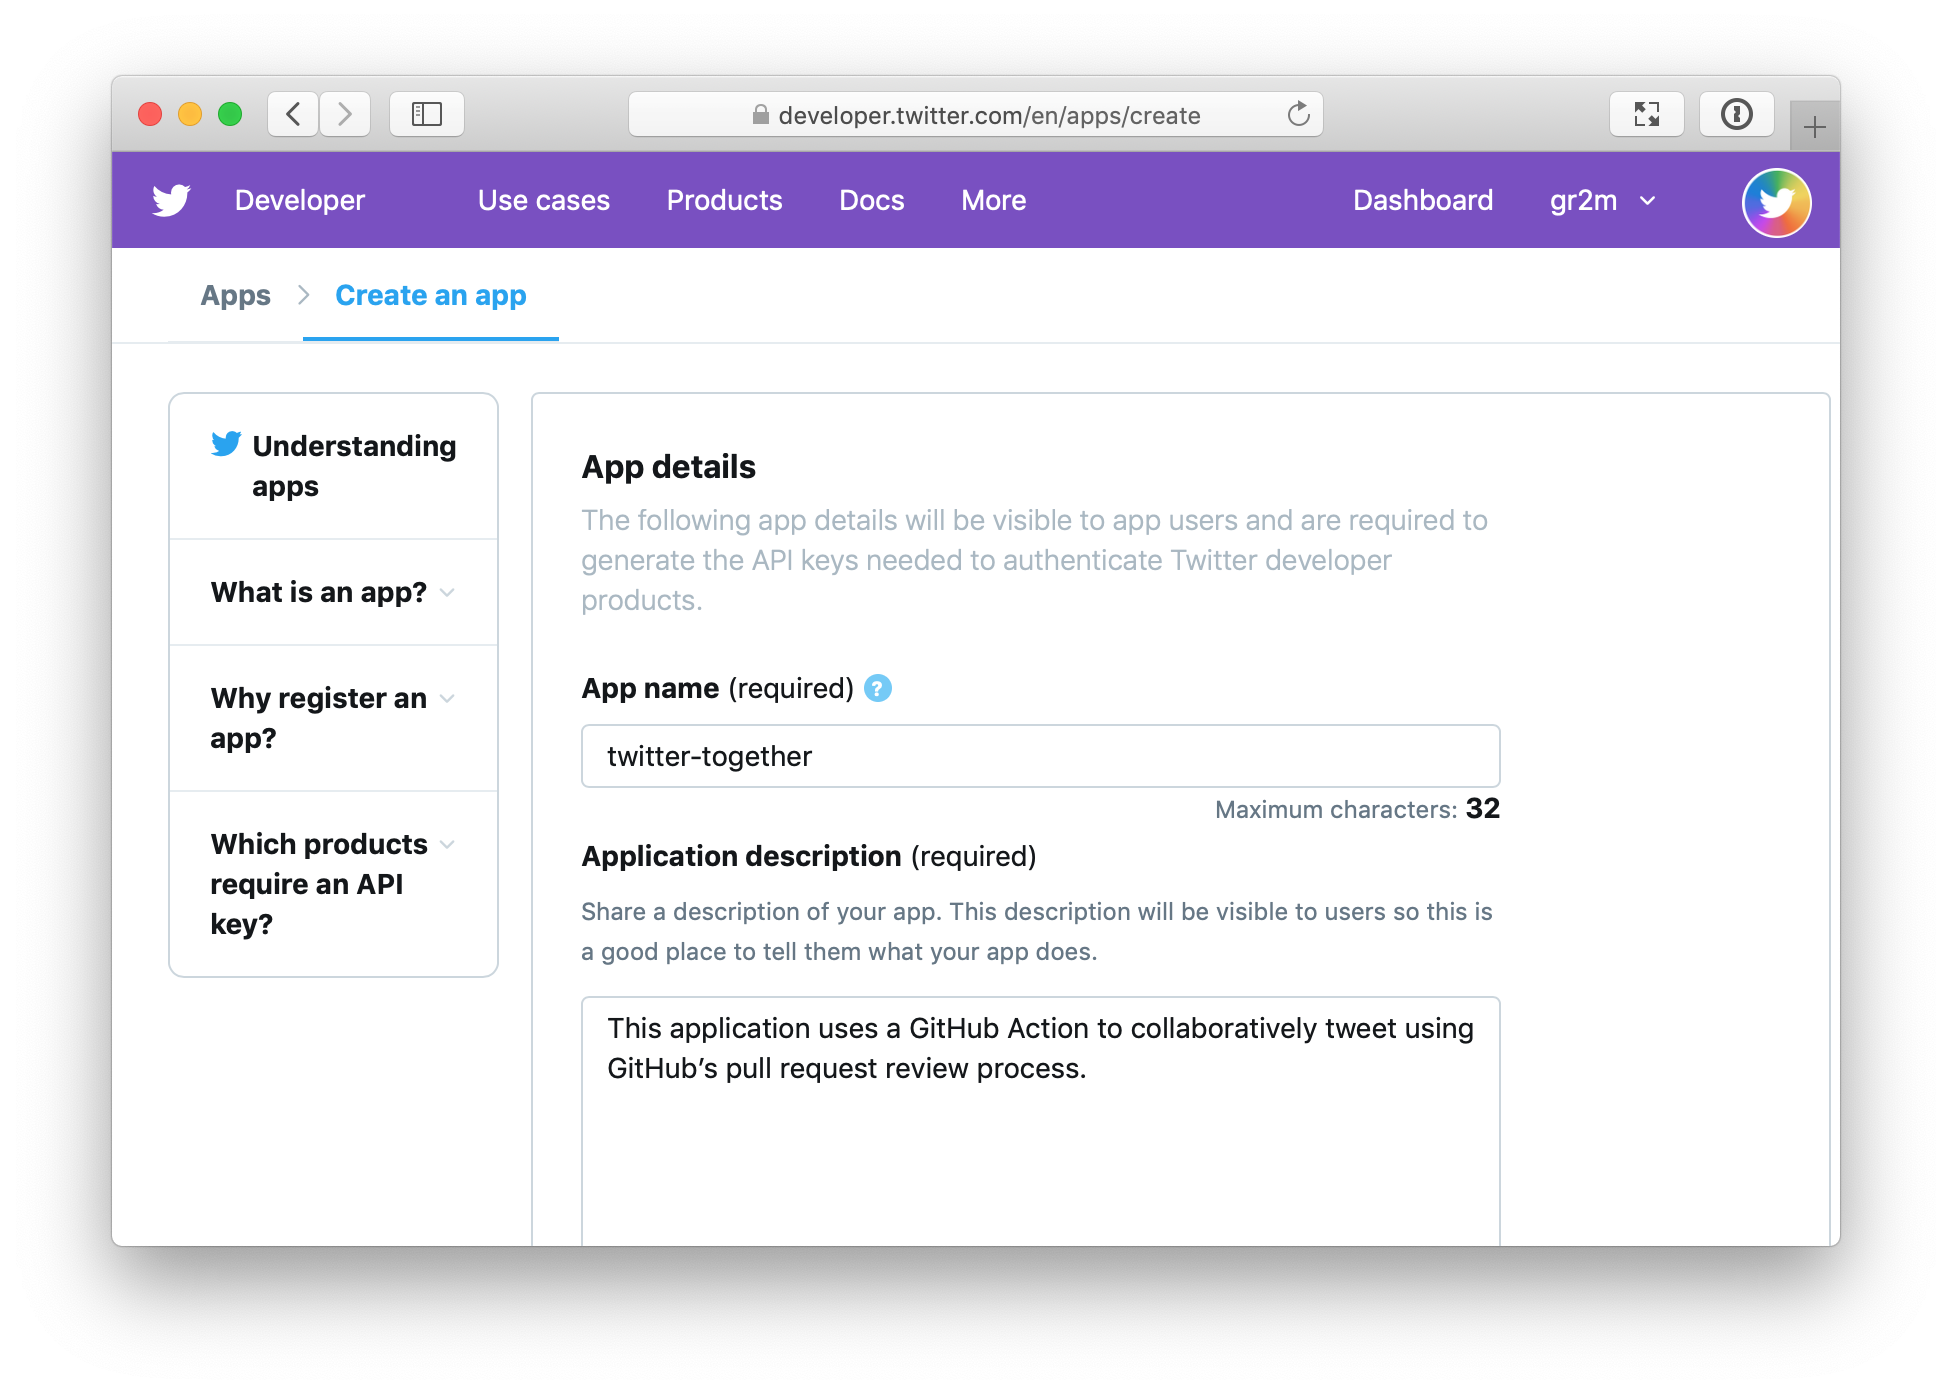 developer.twitter.com/en/apps/create
Developer Use cases Products Docs More Dashboard gr2m
Apps Create an app
Understanding
apps
What is an app?
Why register an
app?
Which products
require an API
key?
App details
The following app details will be visible to app users and are required to
generate the API keys needed to authenticate Twitter developer
products.
App name (required) ?
twitter-together
Maximum characters: 32
Application description (required)
Share a description of your app. This description will be visible to users so this is
a good place to tell them what your app does.
This application uses a GitHub Action to collaboratively tweet using
GitHub’s pull request review process.